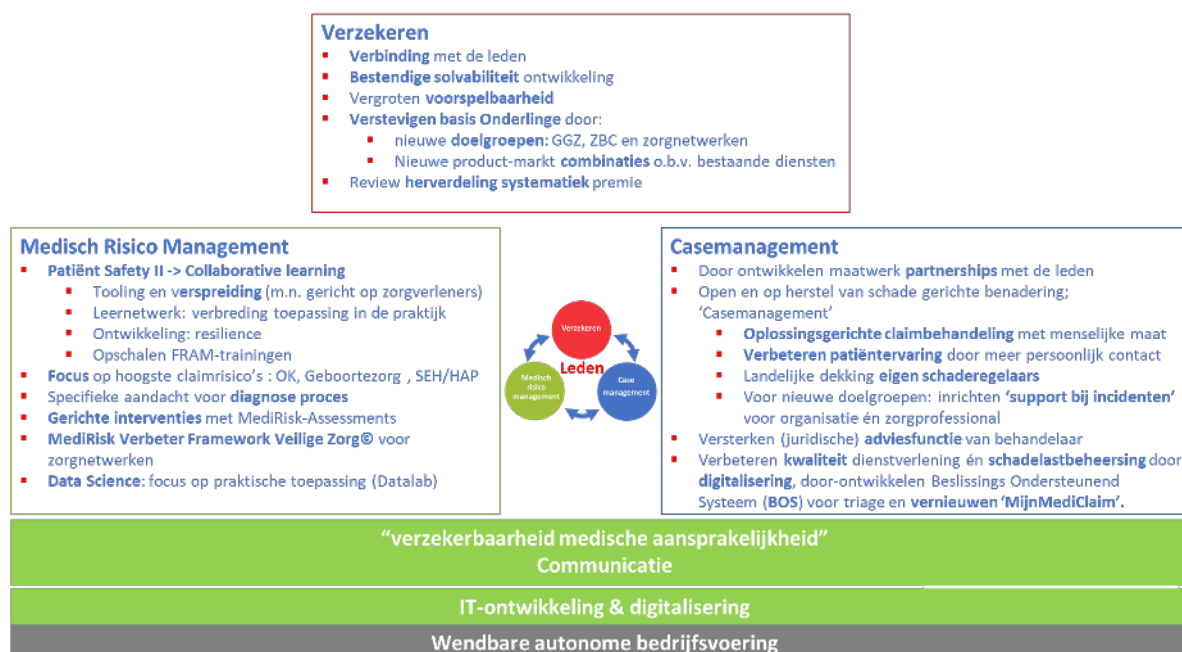 Verzekeren
Verbinding met de leden
Bestendige solvabiliteit ontwikkeling
Vergroten voorspelbaarheid
Verstevigen basis Onderlinge door:
nieuwe doelgroepen: GGZ, ZBC en zorgnetwerken
Nieuwe product-markt combinaties o.b.v. bestaande diensten
Review herverdeling systematiek premie
Medisch Risico Management
Patiënt Safety II -> Collaborative learning
Tooling en verspreiding (m.n. gericht op zorgverleners)
Leernetwerk: verbreding toepassing in de praktijk
Ontwikkeling: resilience
Opschalen FRAM-trainingen
Focus op hoogste claimrisico's : OK, Geboortezorg , SEH/HAP
Specifieke aandacht voor diagnose proces
Gerichte interventies met MediRisk-Assessments
MediRisk Verbeter Framework Veilige Zorg© voor
zorgnetwerken
Data Science: focus op praktische toepassing (Datalab)
Verzekeren
Leden
Medisch
risico
management
Case
management
Casemanagement
Door ontwikkelen maatwerk partnerships met de leden
Open en op herstel van schade gerichte benadering;
'Casemanagement'
Oplossingsgerichte claimbehandeling met menselijke maat
Verbeteren patiëntervaring door meer persoonlijk contact
Landelijke dekking eigen schaderegelaars
Voor nieuwe doelgroepen: inrichten 'support bij incidenten'
voor organisatie én zorgprofessional
Versterken (juridische) adviesfunctie van behandelaar
Verbeteren kwaliteit dienstverlening én schadelastbeheersing door
digitalisering, door-ontwikkelen Beslissings Ondersteunend
Systeem (BOS) voor triage en vernieuwen 'MijnMediClaim'.
"verzekerbaarheid medische aansprakelijkheid"
Communicatie
IT-ontwikkeling & digitalisering
Wendbare autonome bedrijfsvoering